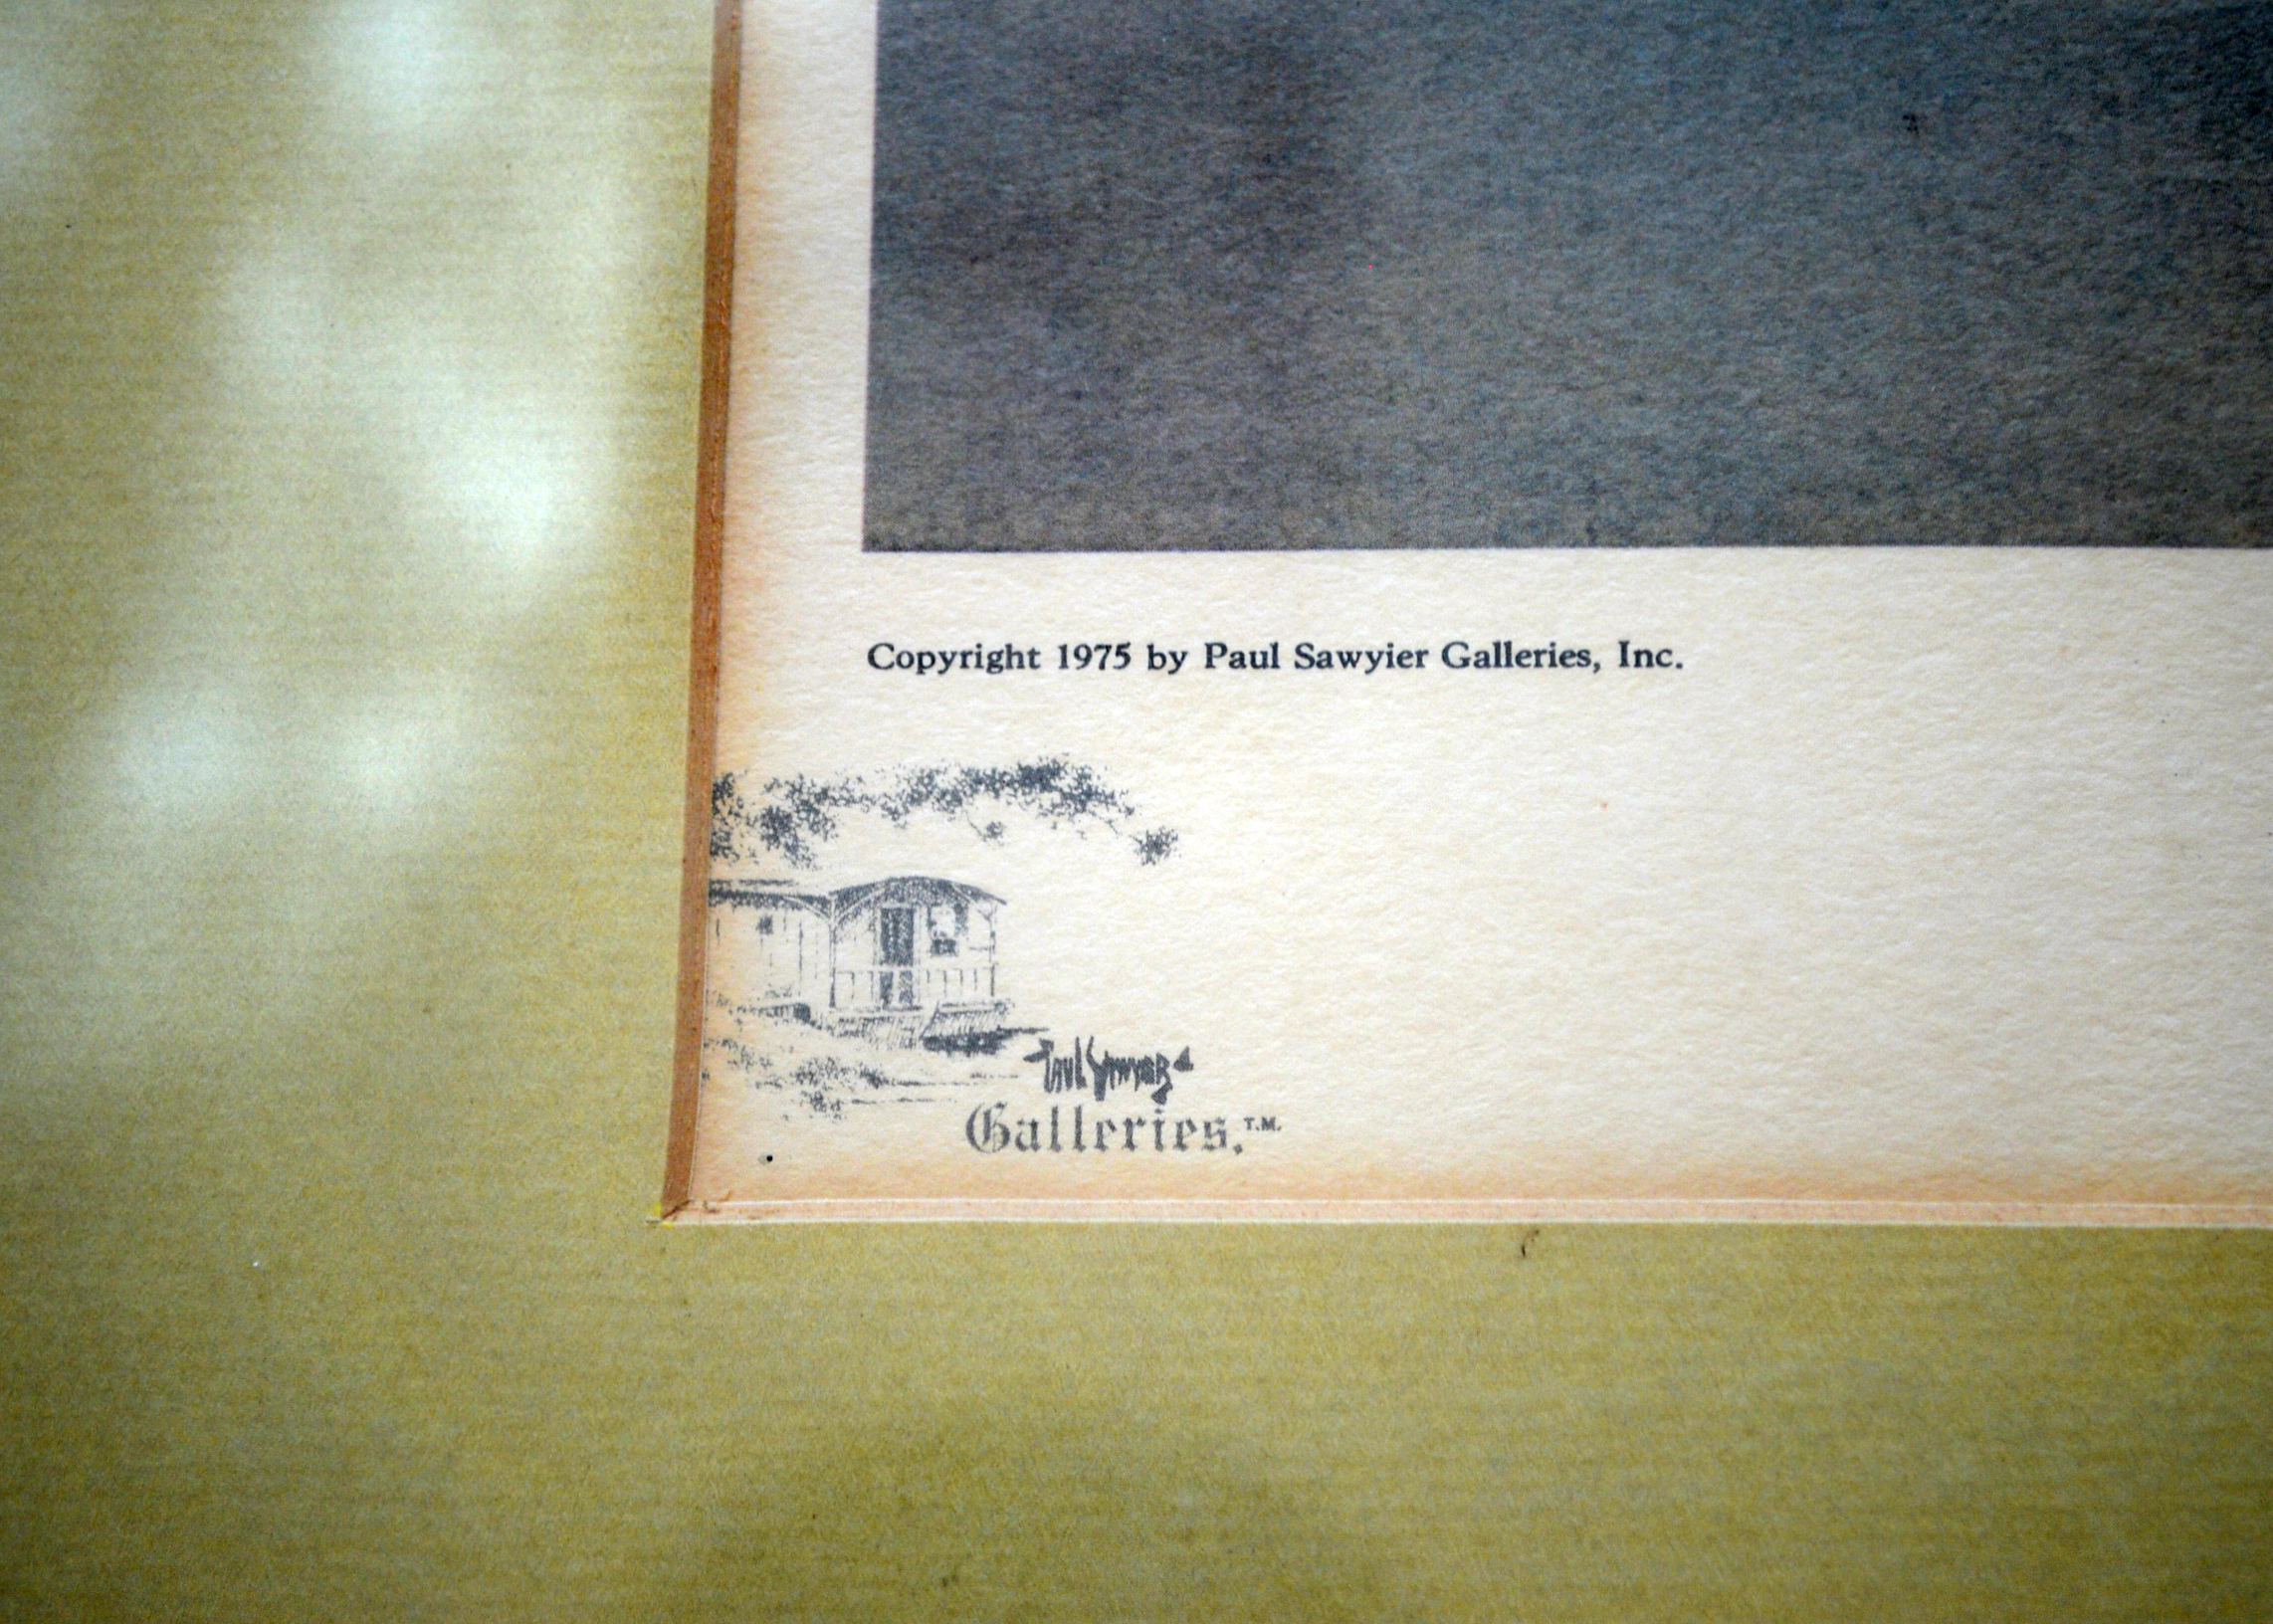 Copyright 1975 by Paul Sawyier Galleries, Inc.
Paul Sawyier
Galleries.T.M.